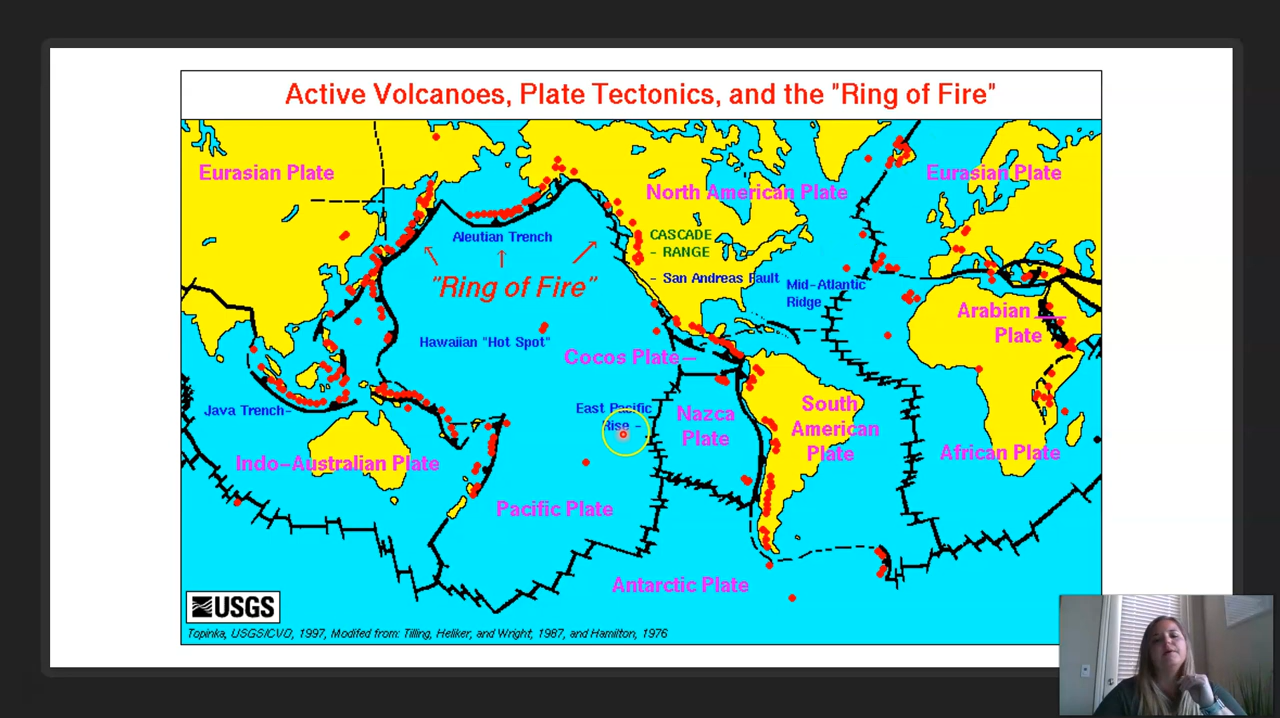 Active Volcanoes, Plate Tectonics, and the "Ring of Fire"
Eurasian Plate
North American Plate
Eurasian Plate
Aleutian Trench
CASCADE
- RANGE
"Ring of Fire"
- San Andreas Fault
Mid-Atlantic
Ridge
Arabian
Plate
Hawaiian "Hot Spot"
Cocos Plate
Java Trench-
East Pacific
Rise -
Nazca
Plate
South
American
Plate
Indo-Australian Plate
African Plate
Pacific Plate
Antarctic Plate
USGS
Topinka, USGS/CVO, 1997, Modified from: Tilling, Heliker, and Wright, 1987, and Hamilton, 1976